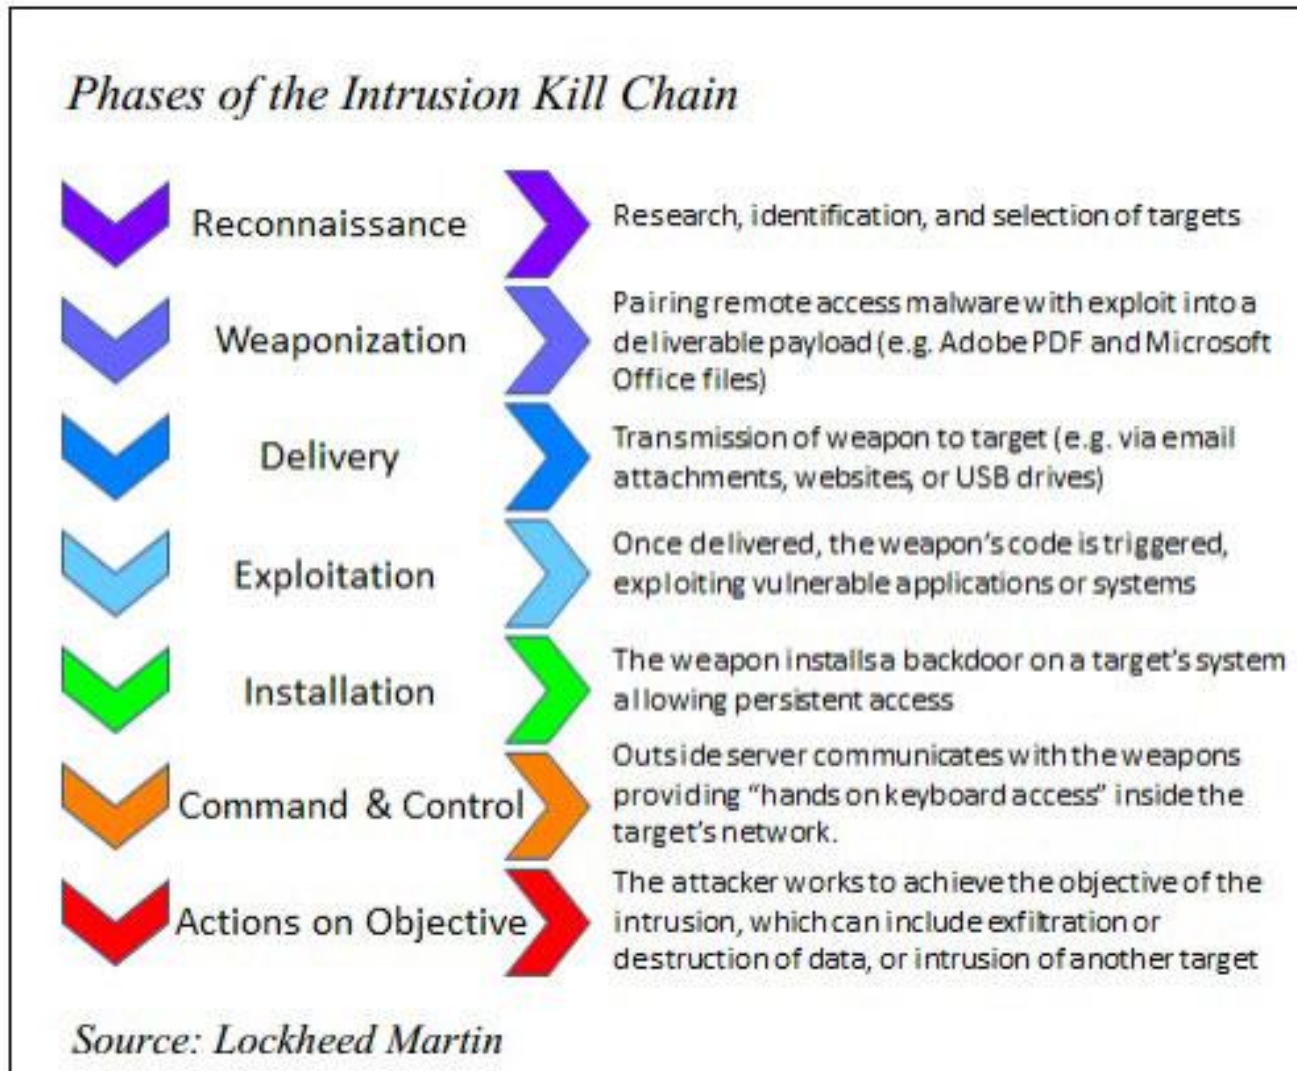 Phases of the Intrusion Kill Chain
Reconnaissance
Research, identification, and selection of targets
Weaponization
Pairing remote access malware with exploit into a
deliverable payload (e.g. Adobe PDF and Microsoft
Office files)
Delivery
Transmission of weapon to target (e.g. via email
attachments, websites, or USB drives)
Exploitation
Once delivered, the weapon's code is triggered,
exploiting vulnerable applications or systems
Installation
The weapon installs a backdoor on a target's system
allowing persistent access
Command & Control
Outside server communicates with the weapons
providing “hands on keyboard access” inside the
target's network.
Actions on Objective
The attacker works to achieve the objective of the
intrusion, which can include exfiltration or
destruction of data, or intrusion of another target
Source: Lockheed Martin